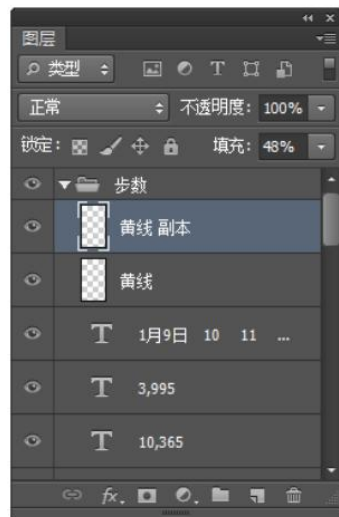 图层
类型
正常 不透明度: 100%
锁定: 填充: 48%
步数
黄线 副本
黄线
T 1月9日 10 11 ...
T 3,995
T 10,365
fx.